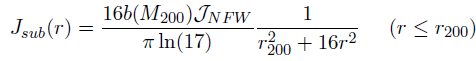 $J_{sub}(r) = \frac{16b(M_{200})\mathcal{J}_{NFW}}{\pi \ln(17)} \frac{1}{r_{200}^2 + 16r^2} \quad (r \leq r_{200})$